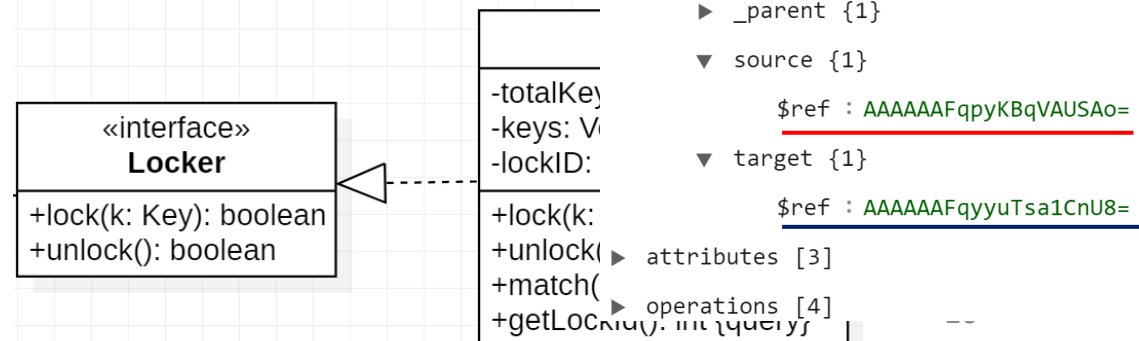 «interface»
Locker
+lock(k: Key): boolean
+unlock(): boolean
-totalKey
-keys:
-lockID:
+lock(k:
+unlock(
+match(
+getLockId(): int {query}
_parent {1}
source {1}
$ref : AAAAAAFqpyKBqVAUSAo=
target {1}
$ref : AAAAAAFqyyuTsa1CnU8=
attributes [3]
operations [4]